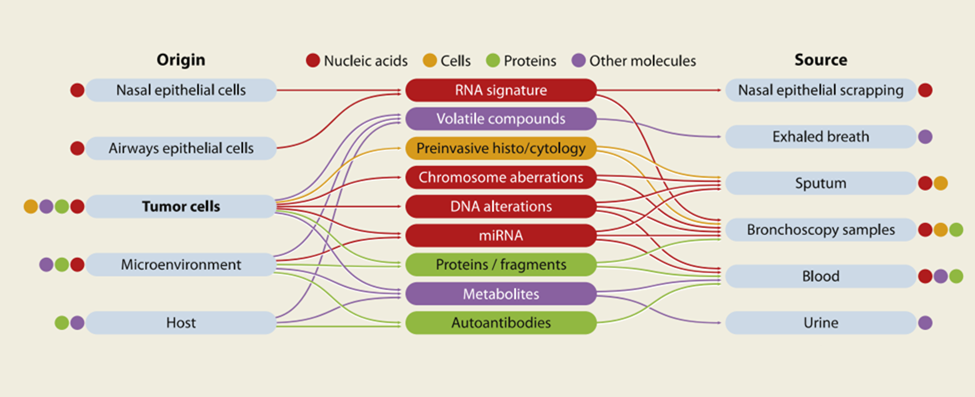 Origin
Nucleic acids
Cells
Proteins
Other molecules
Source
Nasal epithelial cells
RNA signature
Nasal epithelial scrapping
Volatile compounds
Exhaled breath
Airways epithelial cells
Preinvasive histo/cytology
Chromosome aberrations
Sputum
Tumor cells
DNA alterations
miRNA
Bronchoscopy samples
Microenvironment
Proteins / fragments
Blood
Metabolites
Host
Autoantibodies
Urine